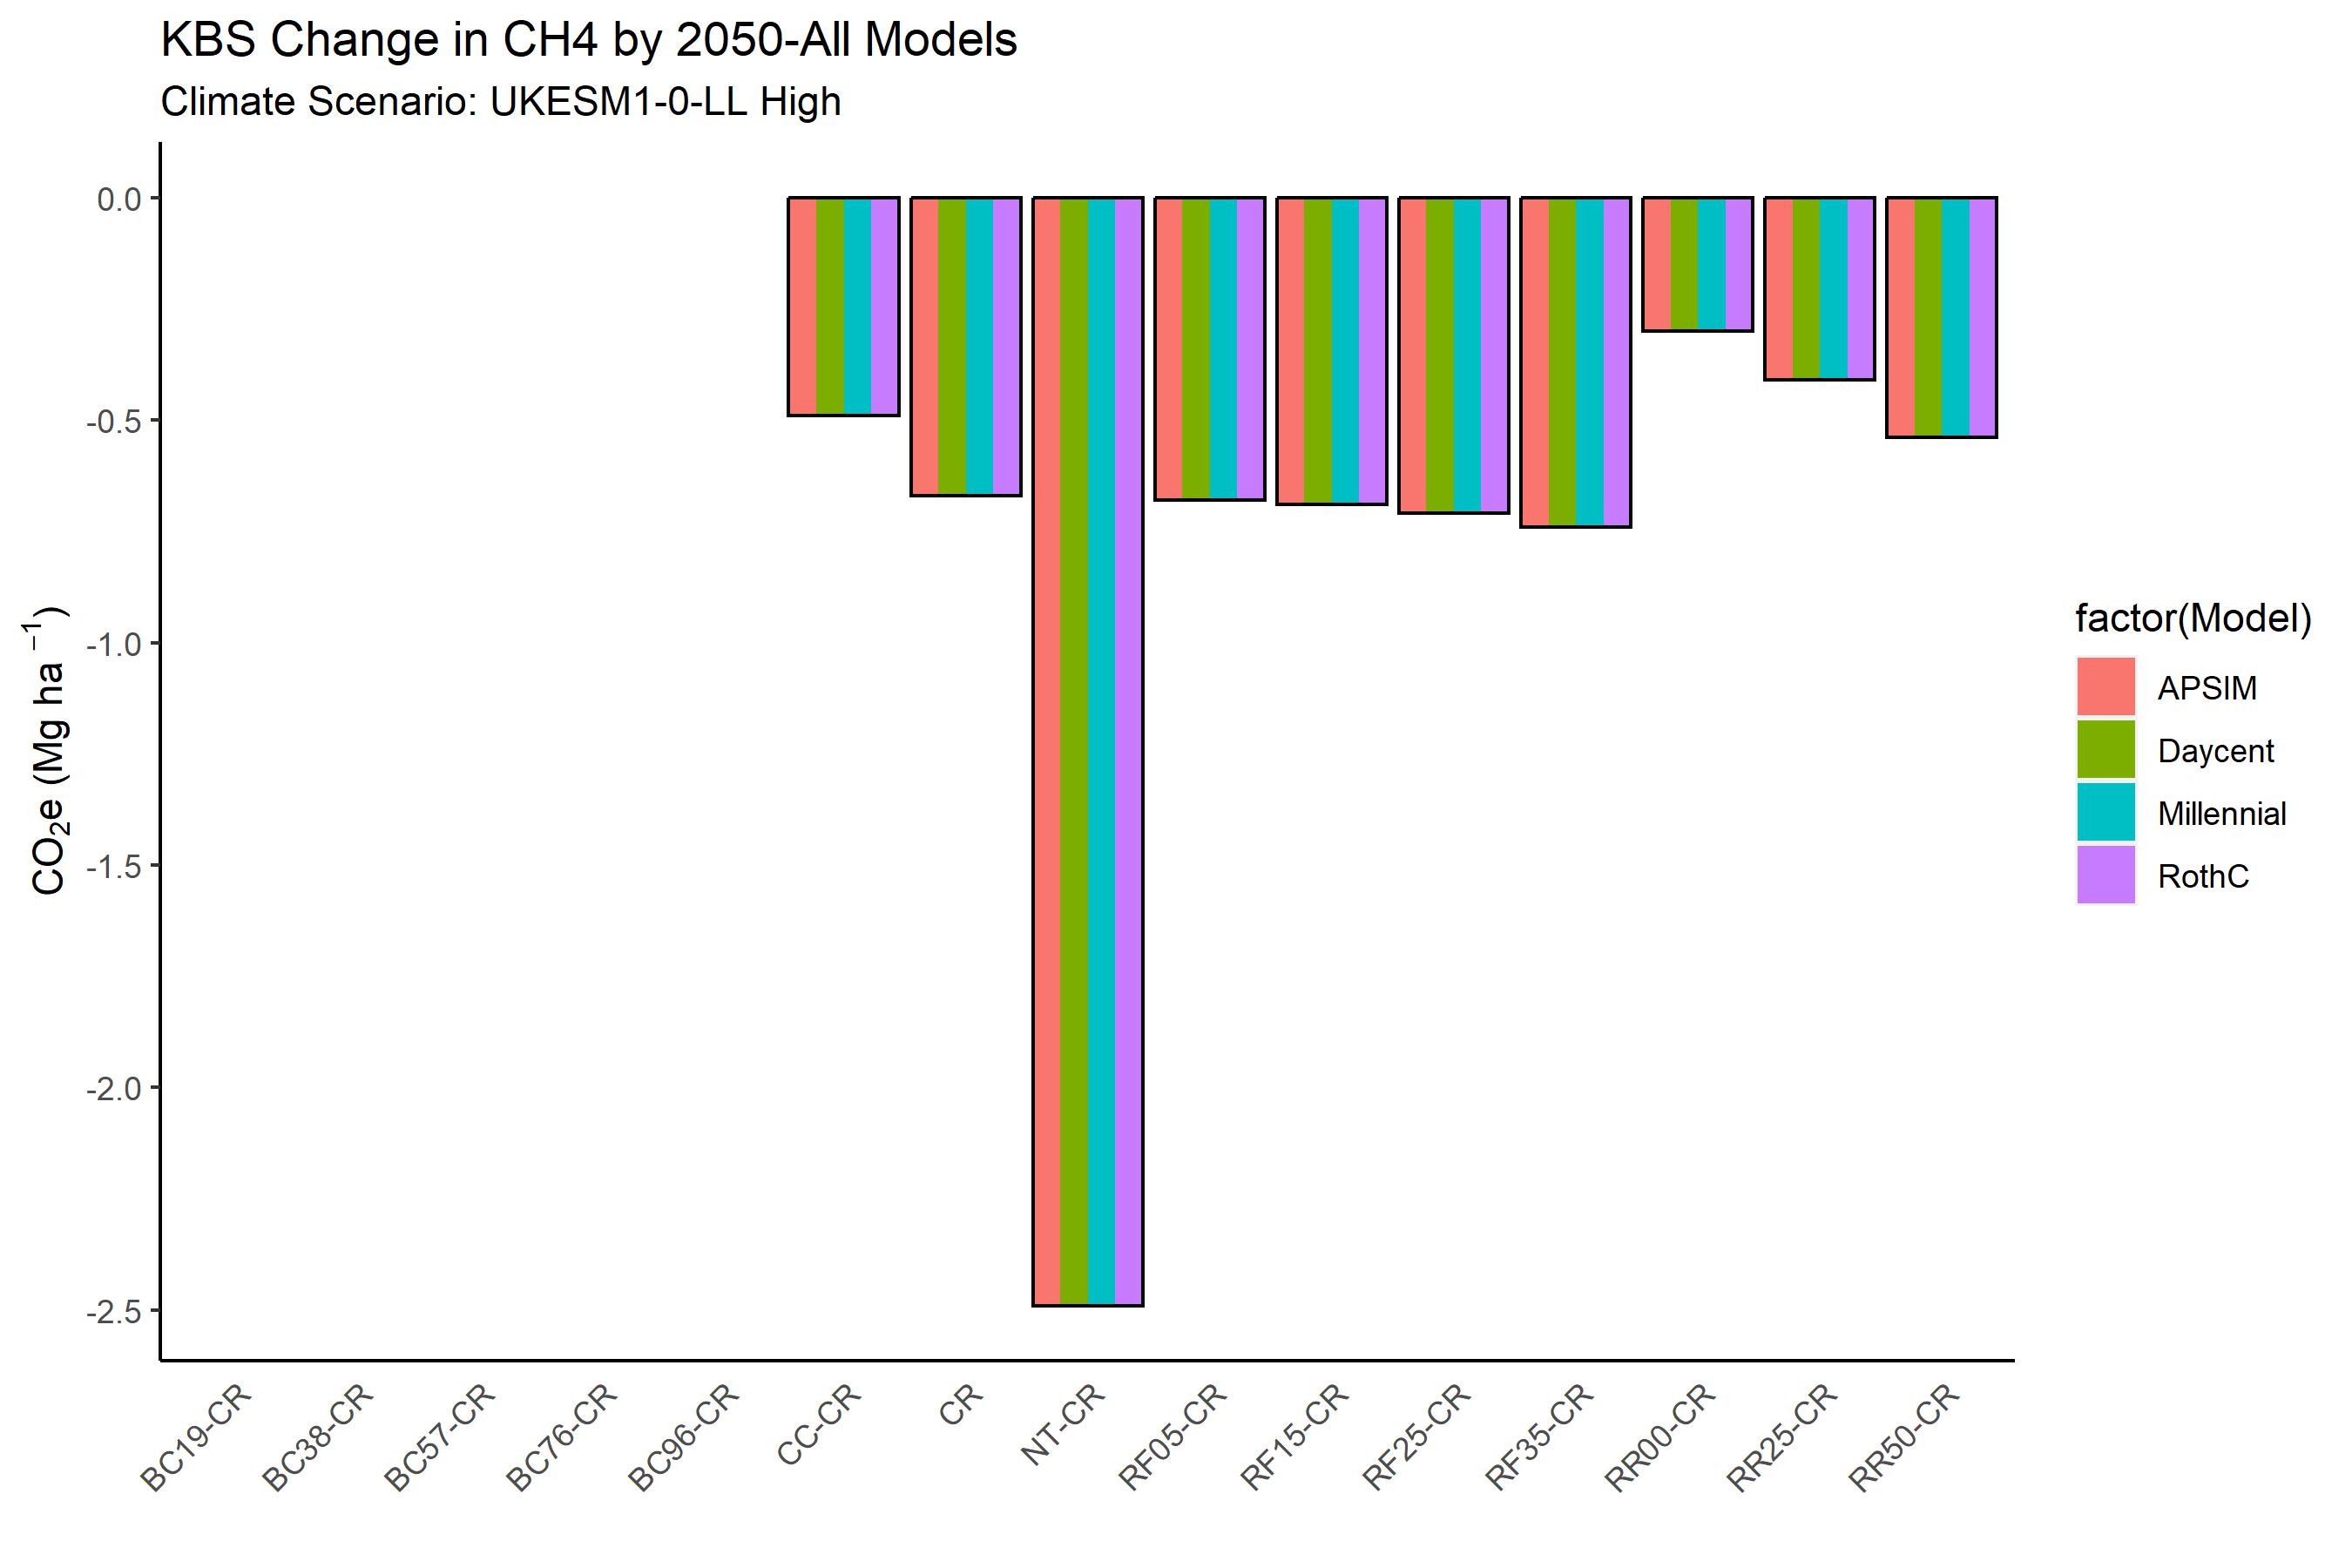 KBS Change in CH4 by 2050-All Models
Climate Scenario: UKESM1-0-LL High
CO₂e (Mg ha ⁻¹)
0.0
-0.5
-1.0
-1.5
-2.0
-2.5
BC19-CR
BC38-CR
BC57-CR
BC76-CR
BC96-CR
CC-CR
CR
NT-CR
RF05-CR
RF15-CR
RF25-CR
RF35-CR
RR00-CR
RR25-CR
RR50-CR
factor(Model)
APSIM
Daycent
Millennial
RothC